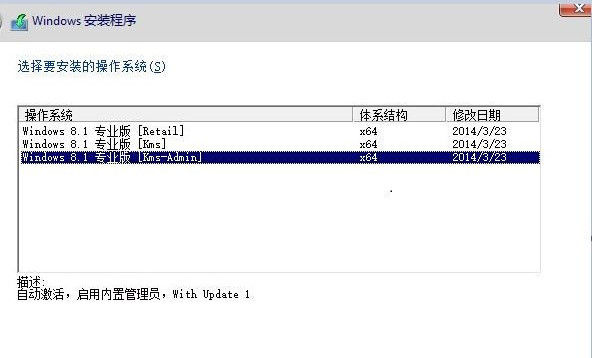 Windows 安装程序
选择要安装的操作系统(S)
操作系统 体系结构 修改日期
Windows 8.1 专业版 [Retail] x64 2014/3/23
Windows 8.1 专业版 [Kms] x64 2014/3/23
Windows 8.1 专业版 [Kms-Admin] x64 2014/3/23
描述:
自动激活，启用内置管理员，With Update 1